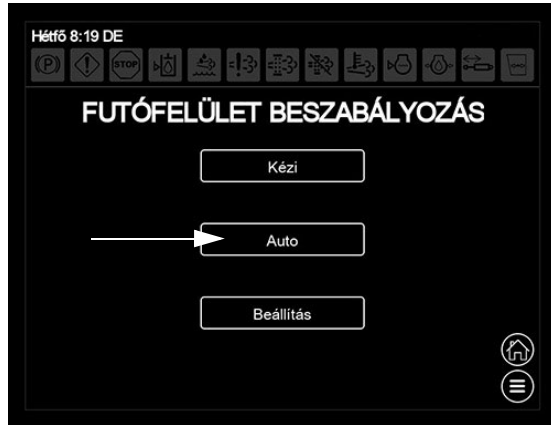 Hétfő 8:19 DE
(P) STOP
FUTÓFELÜLET BESZABÁLYOZÁS
Kézi
Auto
Beállítás